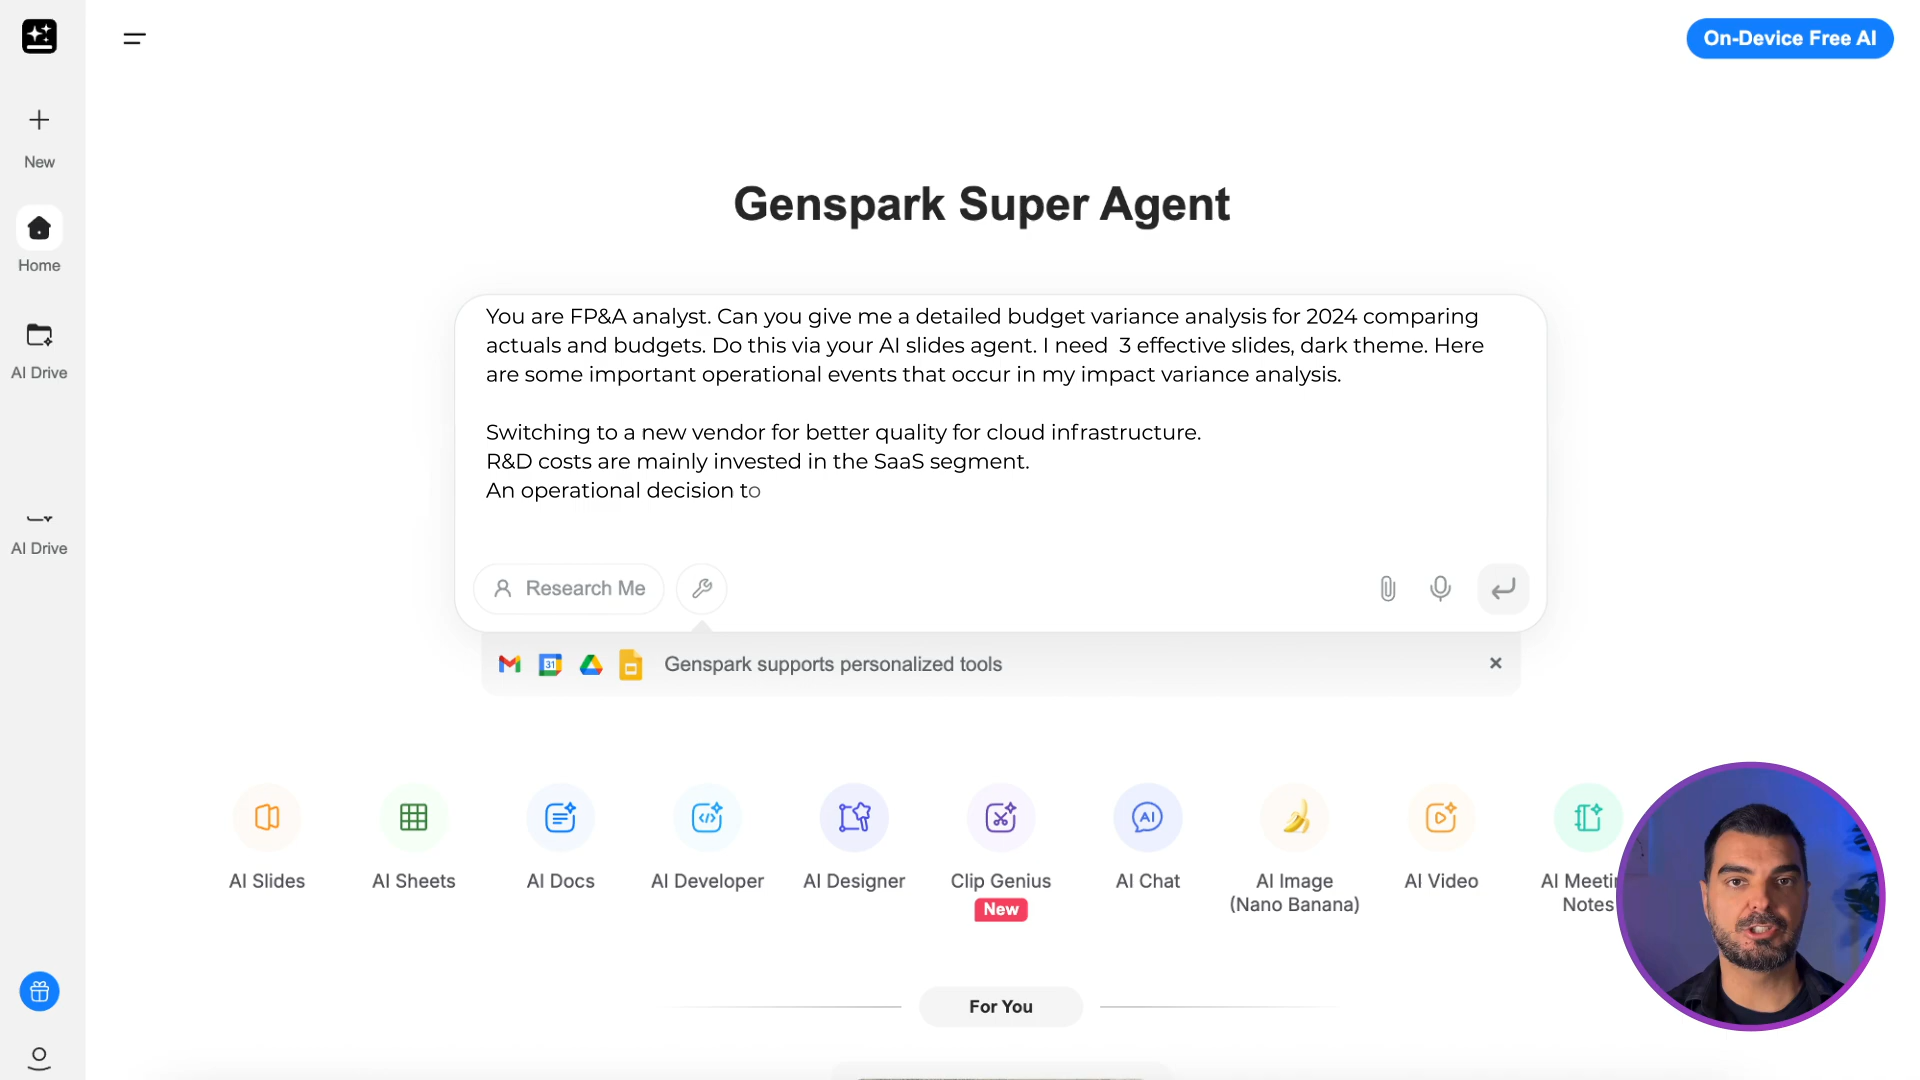 On-Device Free AI
New
Home
AI Drive
AI Drive
Genspark Super Agent
You are FP&A analyst. Can you give me a detailed budget variance analysis for 2024 comparing
actuals and budgets. Do this via your AI slides agent. I need  3 effective slides, dark theme. Here
are some important operational events that occur in my impact variance analysis.
Switching to a new vendor for better quality for cloud infrastructure.
R&D costs are mainly invested in the SaaS segment.
An operational decision to
Research Me
31
Genspark supports personalized tools
AI
AI Slides
AI Sheets
AI Docs
AI Developer
AI Designer
Clip Genius
New
AI Chat
AI Image
(Nano Banana)
AI Video
AI Meetin
Notes
For You